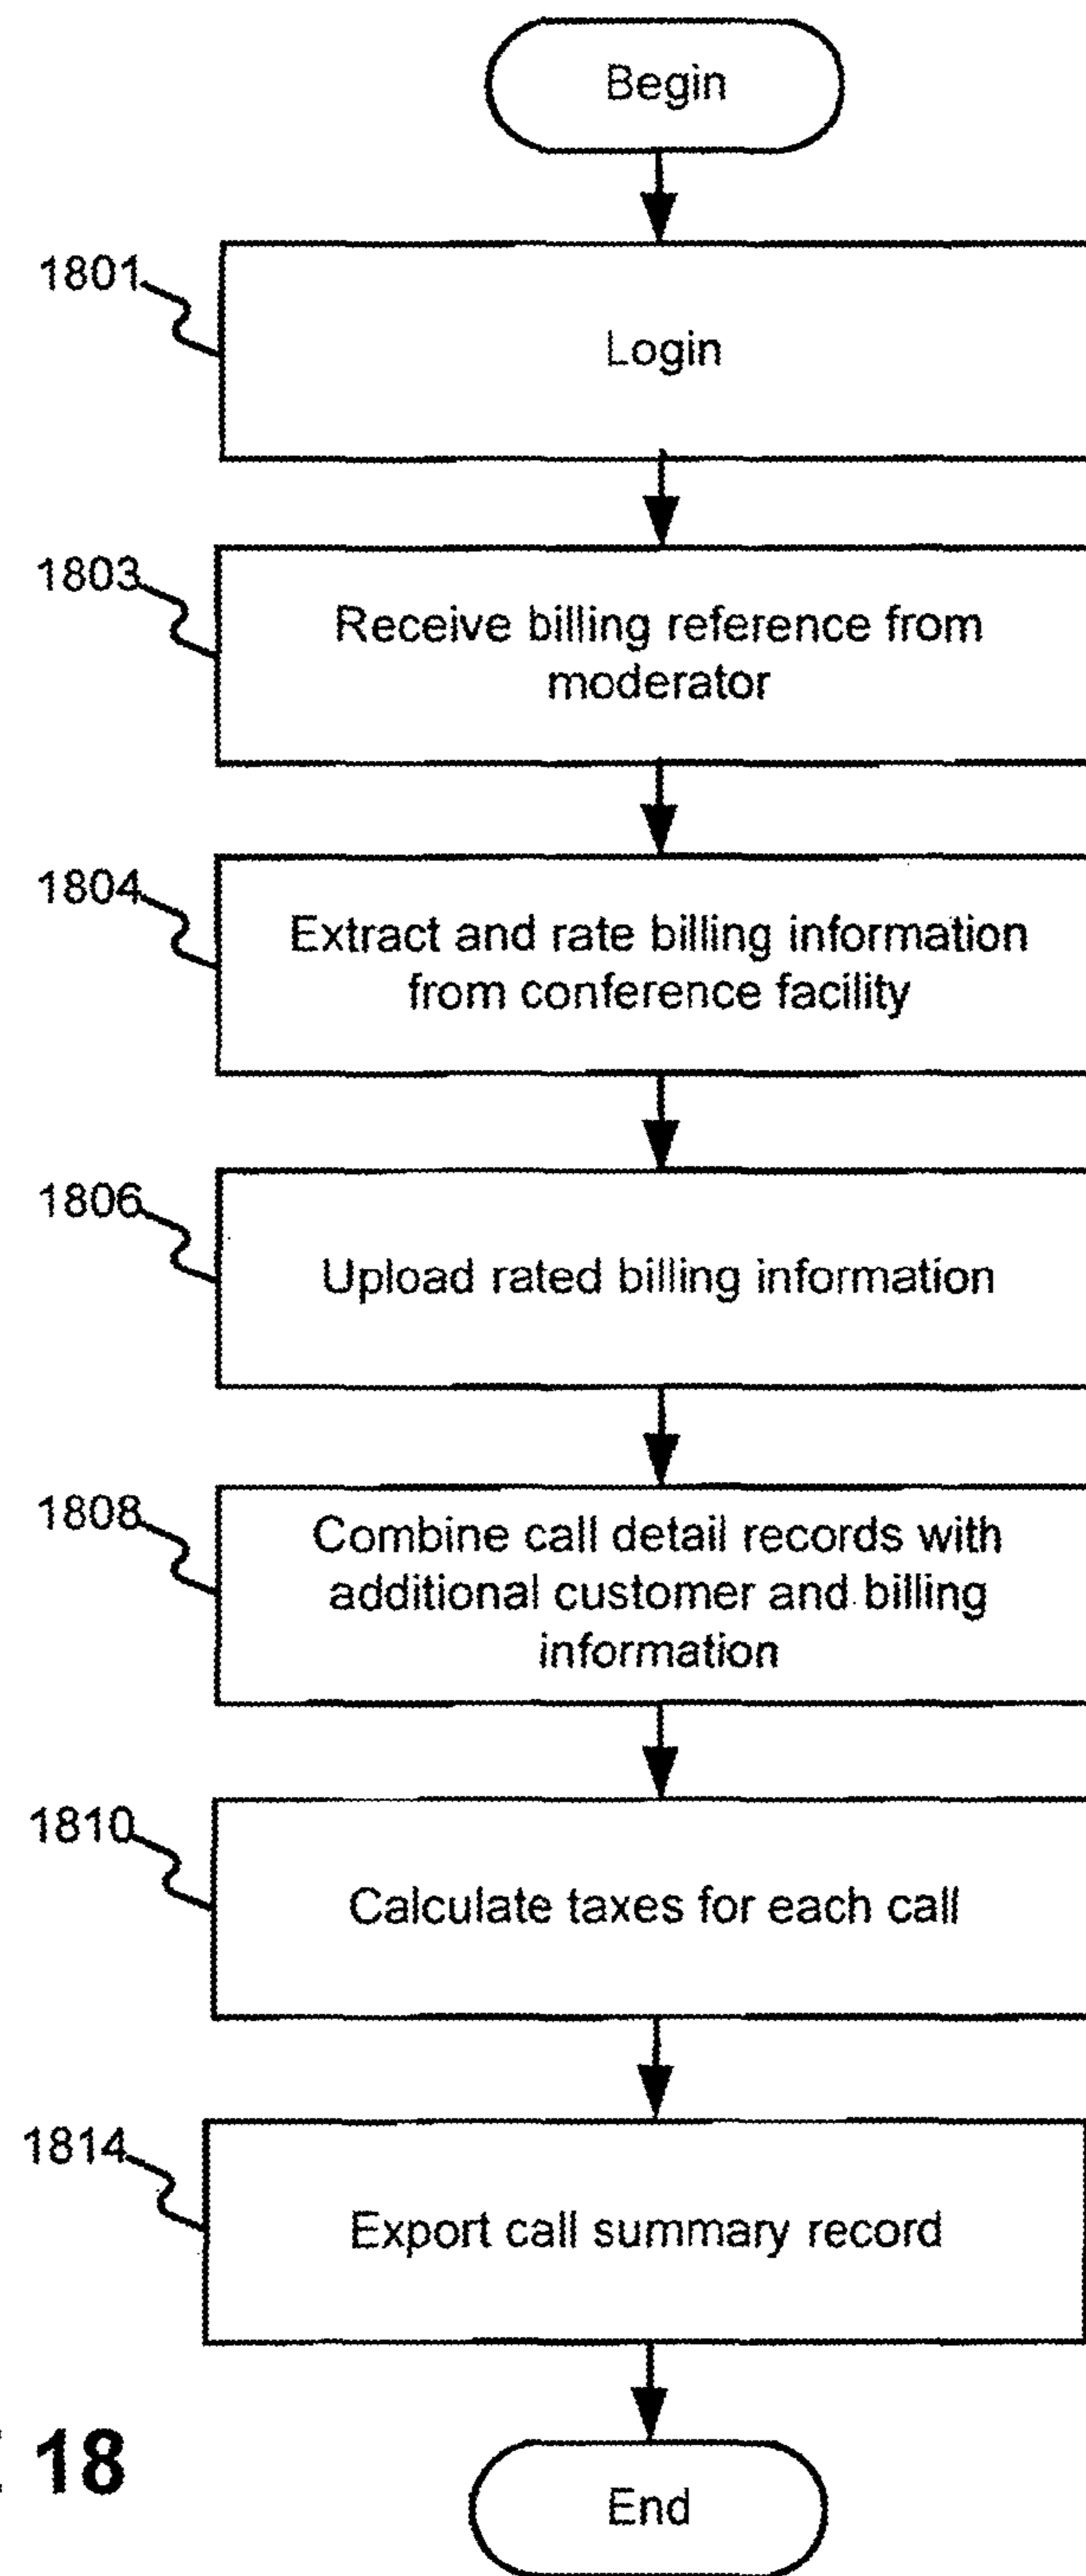 Begin
1801
Login
1803
Receive billing reference from
moderator
1804
Extract and rate billing information
from conference facility
1806
Upload rated billing information
1808
Combine call detail records with
additional customer and billing
information
1810
Calculate taxes for each call
1814
Export call summary record
18
End